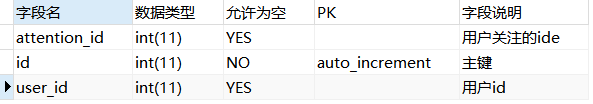 字段名 数据类型 允许为空 PK 字段说明
attention_id int(11) YES 用户关注的ide
id int(11) NO auto_increment 主键
user_id int(11) YES 用户id